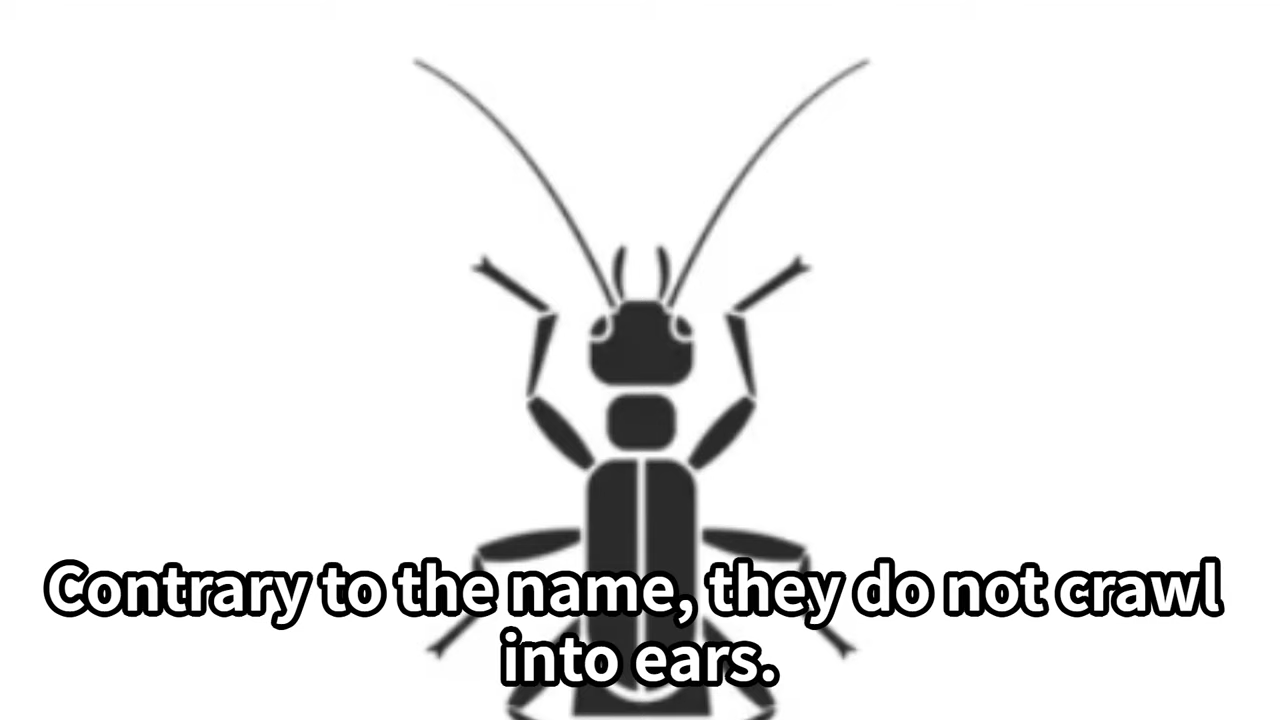 Contrary to the name, they do not crawl
into ears.